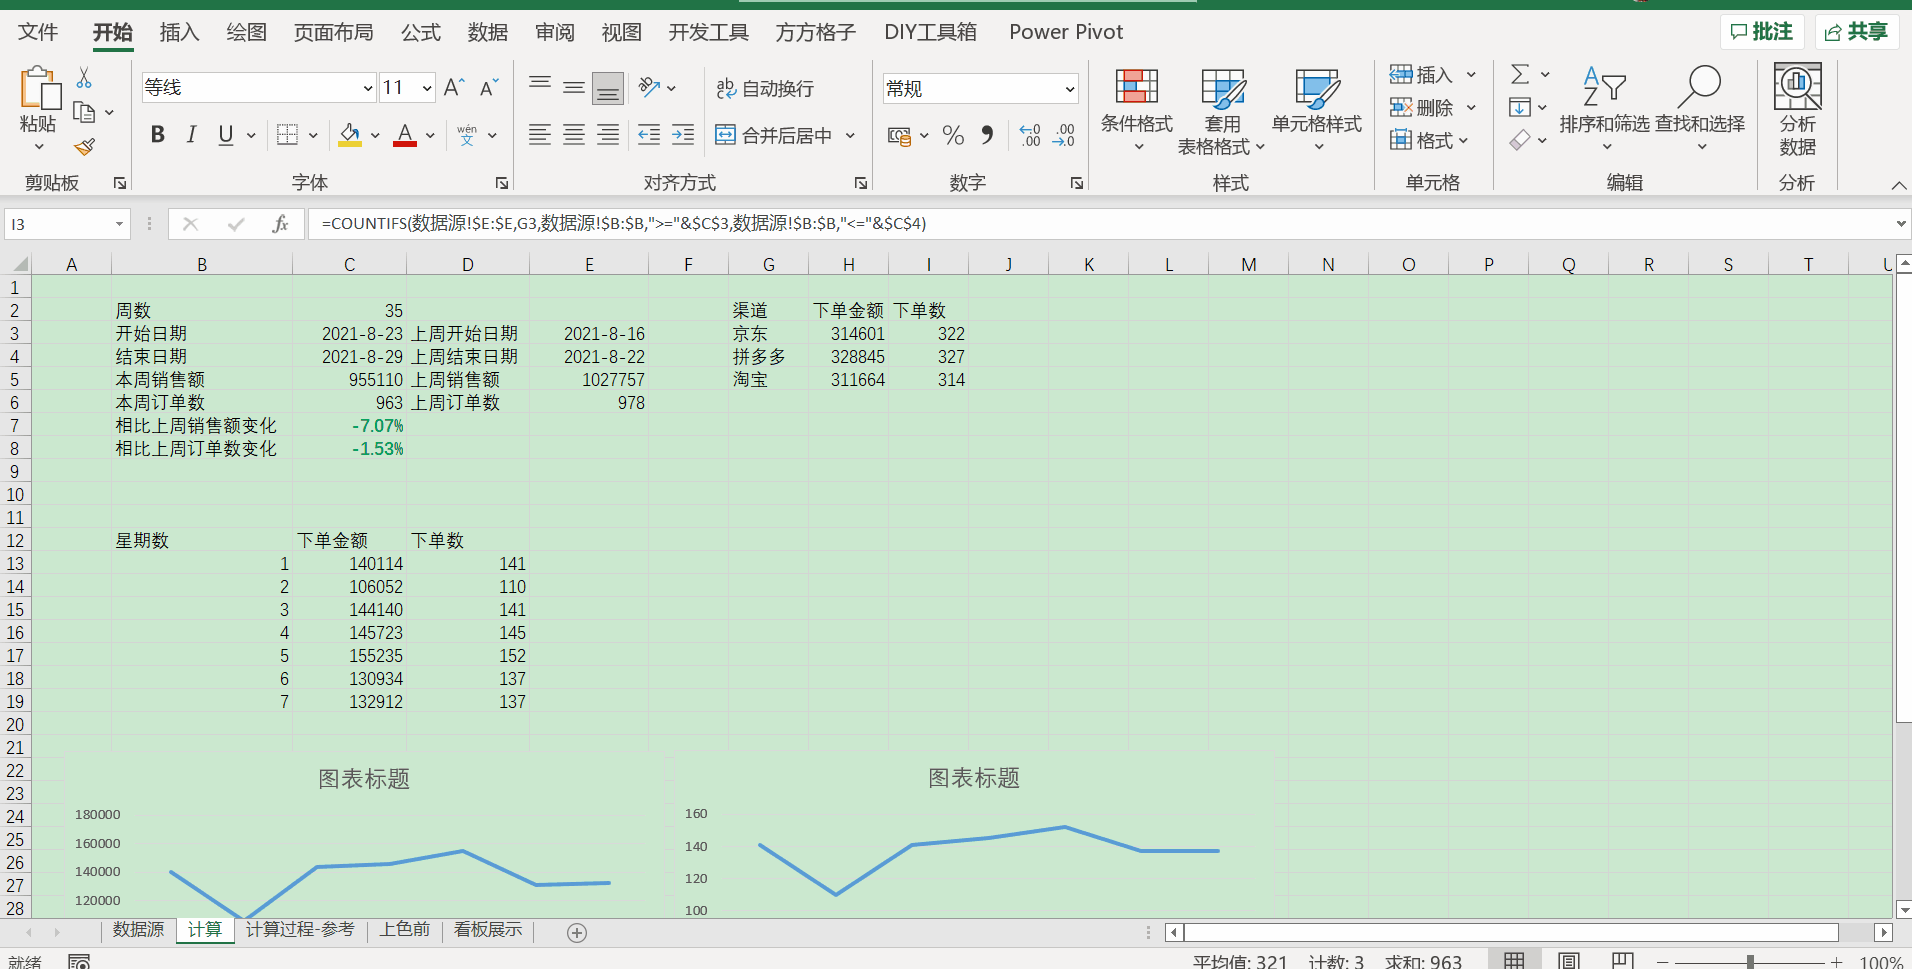 文件 开始 插入 绘图 页面布局 公式 数据 审阅 视图 开发工具 方方格子 DIY工具箱 Power Pivot 批注 共享
等线 11 A A ab 自动换行 常规 插入
粘贴 B I U A wén 文 合并后居中 % 条件格式 套用 表格格式 单元格样式 删除 格式 排序和筛选 查找和选择 分析 数据
剪贴板 字体 对齐方式 数字 样式 单元格 编辑 分析
I3 fx =COUNTIFS(数据源!$E:$E,G3,数据源!$B:$B,">="&$C$3,数据源!$B:$B,"<="&$C$4)
A B C D E F G H I J K L M N O P Q R S T U
1
2 周数 35 渠道 下单金额 下单数
3 开始日期 2021-8-23 上周开始日期 2021-8-16 京东 314601 322
4 结束日期 2021-8-29 上周结束日期 2021-8-22 拼多多 328845 327
5 本周销售额 955110 上周销售额 1027757 淘宝 311664 314
6 本周订单数 963 上周订单数 978
7 相比上周销售额变化 -7.07%
8 相比上周订单数变化 -1.53%
9
10
11
12 星期数 下单金额 下单数
13 1 140114 141
14 2 106052 110
15 3 144140 141
16 4 145723 145
17 5 155235 152
18 6 130934 137
19 7 132912 137
20
21
22 图表标题 图表标题
23
24 180000 160
25 160000 140
26 140000 120
27 120000 100
28
数据源 计算 计算过程-参考 上色前 看板展示
就绪 平均值: 321 计数: 3 求和: 963 100%